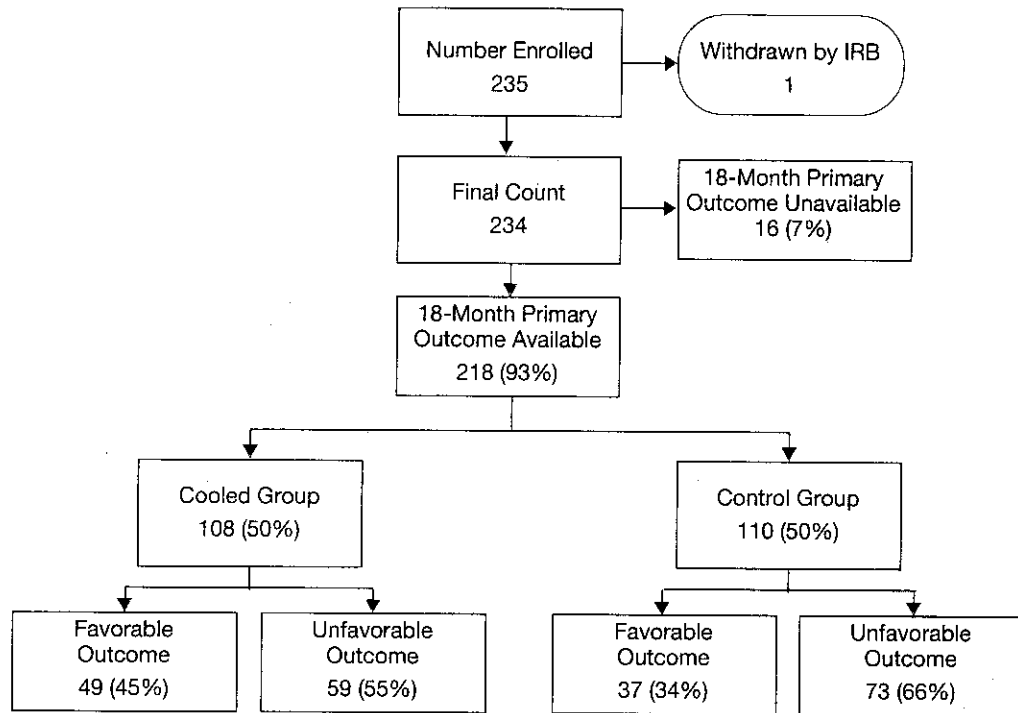 Number Enrolled
235
Withdrawn by IRB
1
Final Count
234
18-Month Primary
Outcome Unavailable
16 (7%)
18-Month Primary
Outcome Available
218 (93%)
Cooled Group
108 (50%)
Control Group
110 (50%)
Favorable
Outcome
49 (45%)
Unfavorable
Outcome
59 (55%)
Favorable
Outcome
37 (34%)
Unfavorable
Outcome
73 (66%)